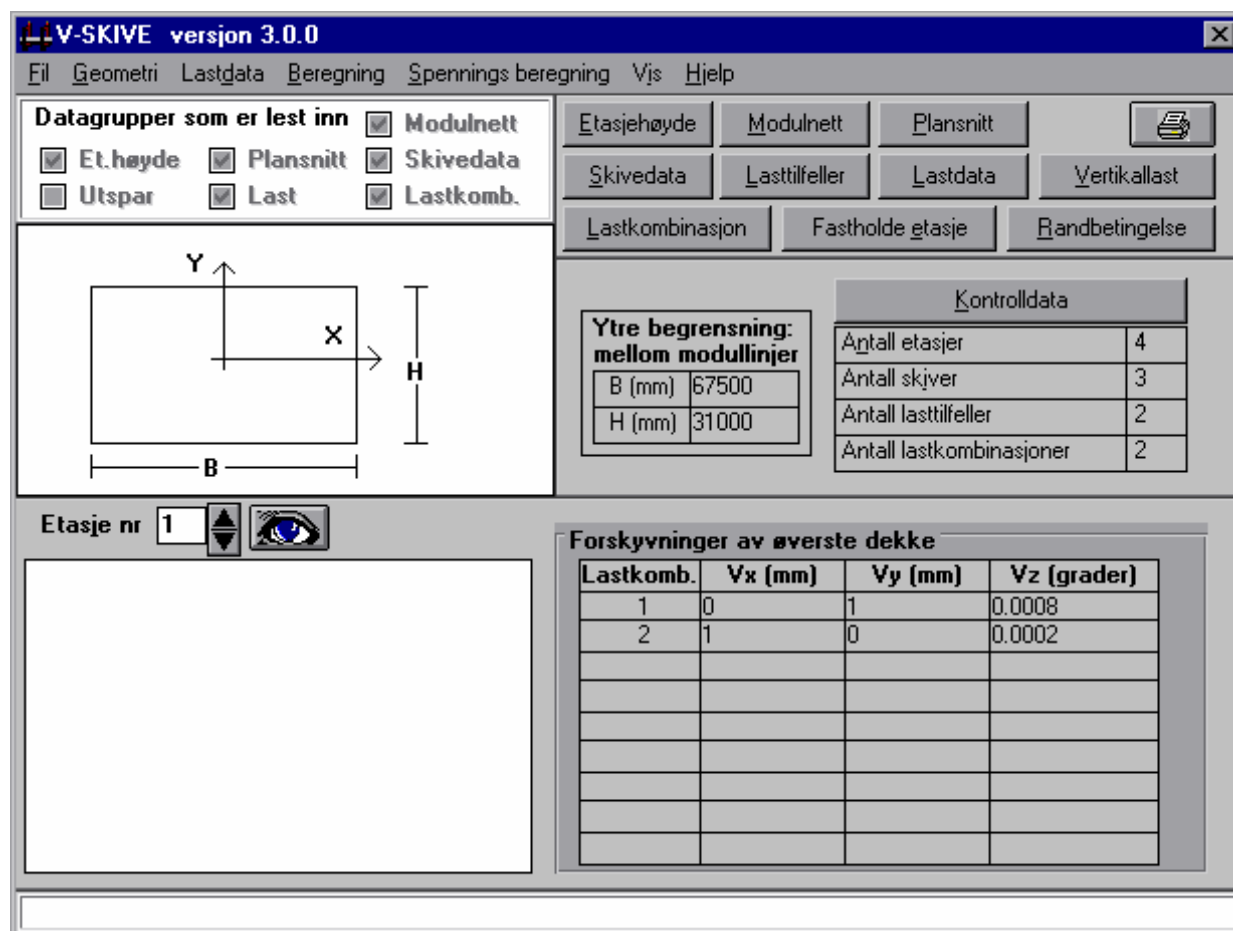 V-SKIVE versjon 3.0.0
Fil Geometri Lastdata Beregning Spennings beregning Vis Hjelp
Datagrupper som er lest inn Modulnett
Et.høyde Plansnitt Skivedata
Utspar Last Lastkomb.
Etasjehøyde Modulnett Plansnitt
Skivedata Lasttilfeller Lastdata Vertikallast
Lastkombinasjon Fastholde etasje Randbetingelse
Y
X
H
B
Ytre begrensning:
mellom modullinjer
B (mm) 67500
H (mm) 31000
Kontrolldata
Antall etasjer 4
Antall skiver 3
Antall lasttilfeller 2
Antall lastkombinasjoner 2
Etasje nr 1
Forskyvninger av øverste dekke
Lastkomb. Vx (mm) Vy (mm) Vz (grader)
1 0 1 0.0008
2 1 0 0.0002